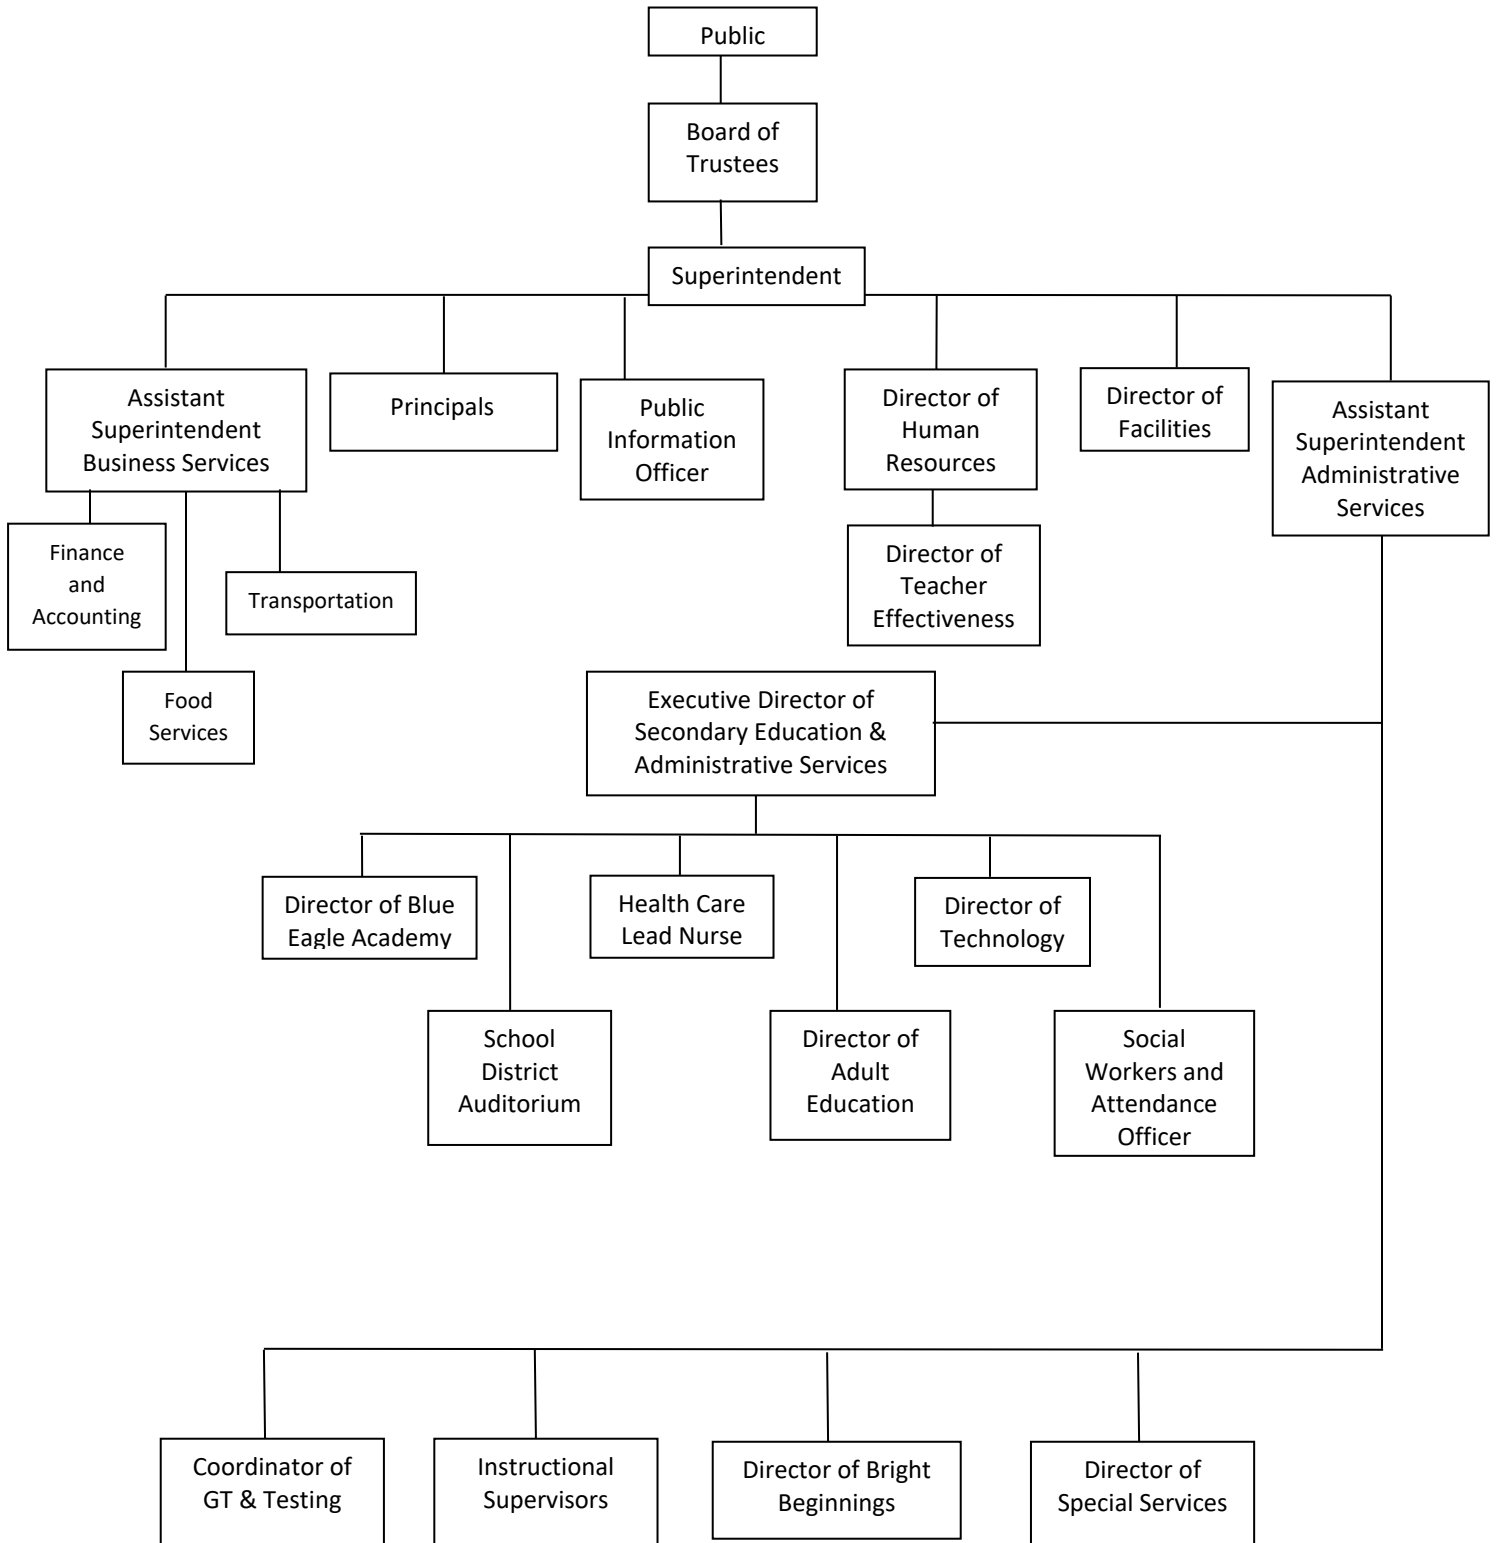 Public
Board of
Trustees
Superintendent
Assistant
Superintendent
Business Services
Principals
Public
Information
Officer
Director of
Human
Resources
Director of
Facilities
Assistant
Superintendent
Administrative
Services
Finance
and
Accounting
Transportation
Food
Services
Director of
Teacher
Effectiveness
Executive Director of
Secondary Education &
Administrative Services
Director of Blue
Eagle Academy
Health Care
Lead Nurse
Director of
Technology
School
District
Auditorium
Director of
Adult
Education
Social
Workers and
Attendance
Officer
Coordinator of
GT & Testing
Instructional
Supervisors
Director of Bright
Beginnings
Director of
Special Services